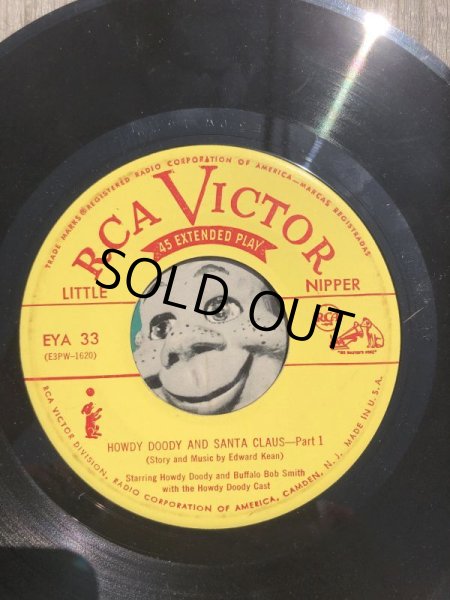 TRADE MARKS ® REGISTERED RADIO CORPORATION OF AMERICA—MARCAS REGISTRADAS
RCA VICTOR
45 EXTENDED PLAY
LITTLE NIPPER
SOLD OUT
EYA 33
(E3PW-1620)
RCA
"HIS MASTER'S VOICE"
HOWDY DOODY AND SANTA CLAUS—Part 1
(Story and Music by Edward Kean)
Starring Howdy Doody and Buffalo Bob Smith
with the Howdy Doody Cast
RCA VICTOR DIVISION, RADIO CORPORATION OF AMERICA, CAMDEN, N. J. MADE IN U.S.A.